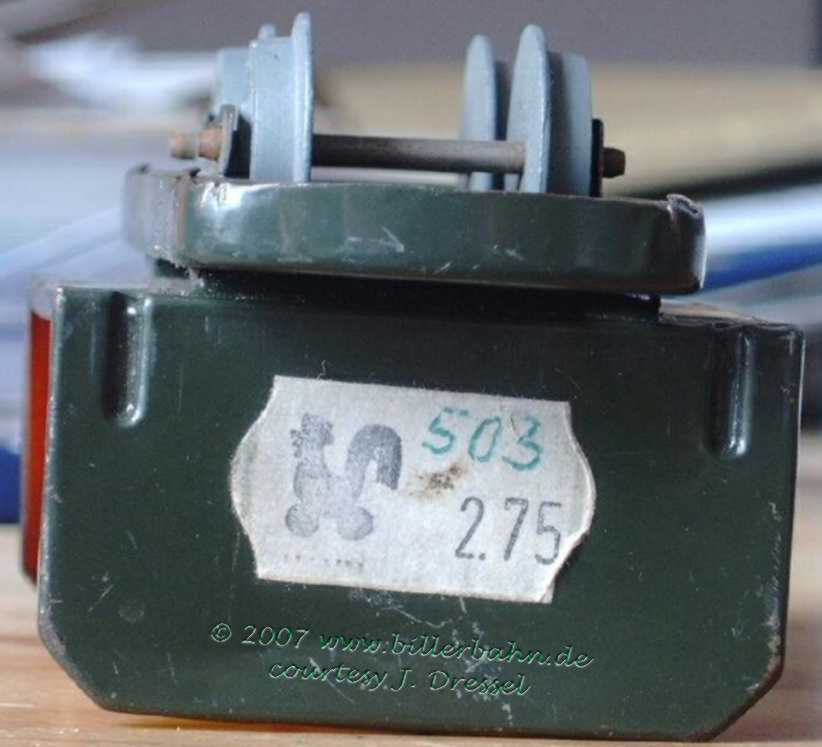 503
2.75
© 2007 www.billerbahn.de
courtesy J. Dressel